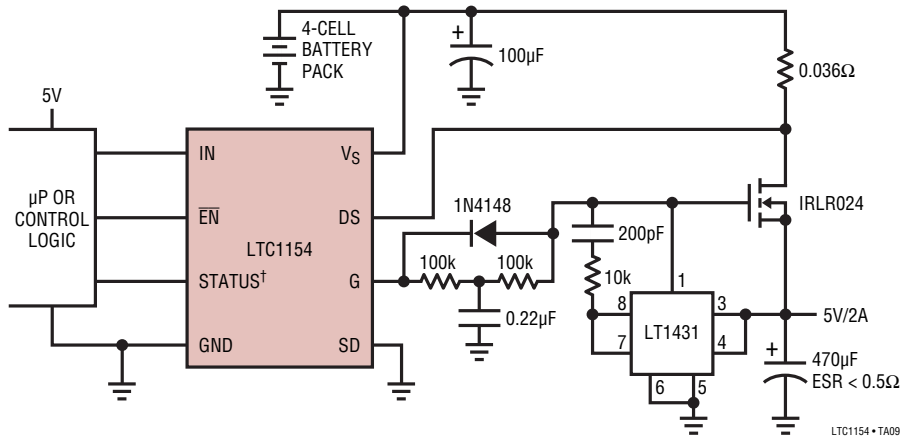 4-CELL
BATTERY
PACK
+
100µF
0.036Ω
5V
µP OR
CONTROL
LOGIC
IN
EN
STATUS†
GND
LTC1154
VS
DS
G
SD
1N4148
100k
100k
0.22µF
200pF
10k
IRLR024
1
8
7
LT1431
3
4
6
5
5V/2A
+
470µF
ESR < 0.5Ω
LTC1154 • TA09